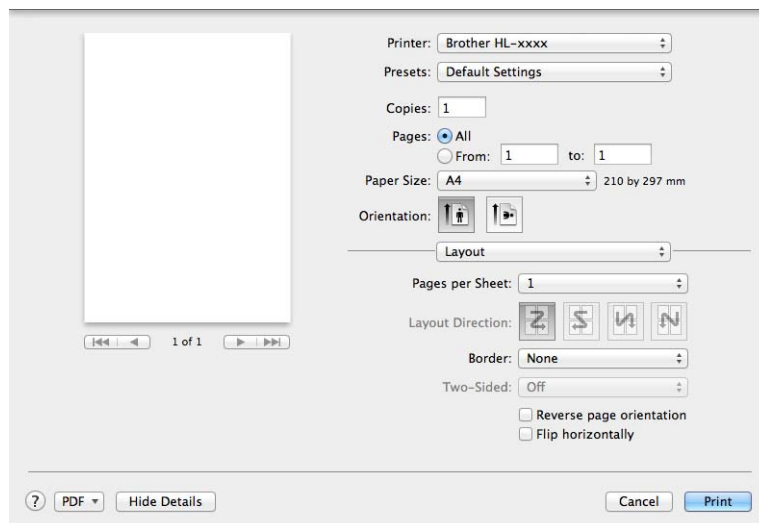 Printer: Brother HL-xxxx
Presets: Default Settings
Copies: 1
Pages: All
From: 1 to: 1
Paper Size: A4 210 by 297 mm
Orientation:
Layout
Pages per Sheet: 1
Layout Direction:
Border: None
Two-Sided: Off
Reverse page orientation
Flip horizontally
1 of 1
? PDF Hide Details Cancel Print